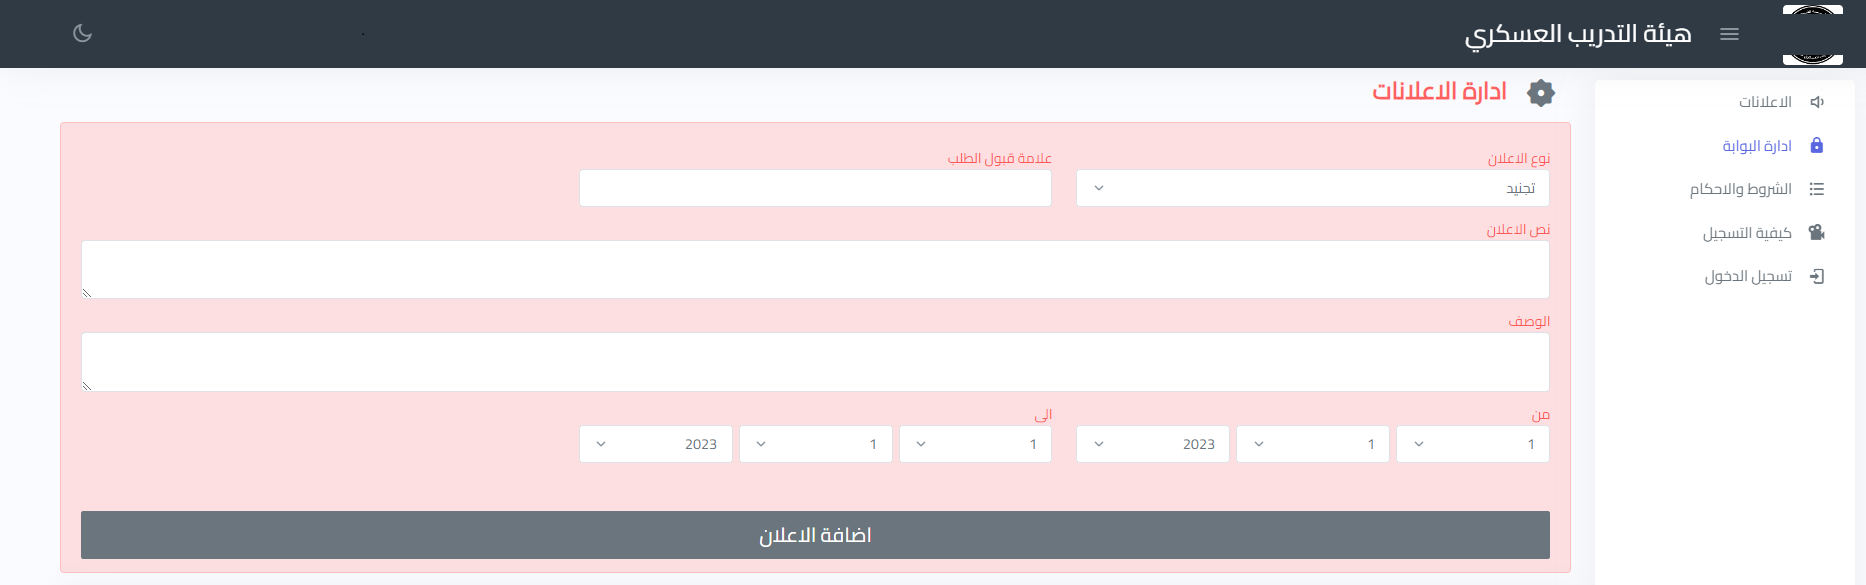 هيئة التدريب العسكري
الاعلانات
ادارة البوابة
الشروط والاحكام
كيفية التسجيل
تسجيل الدخول
ادارة الاعلانات
نوع الاعلان
تجنيد
علامة قبول الطلب
نص الاعلان
الوصف
من
1
1
2023
الى
1
1
2023
اضافة الاعلان